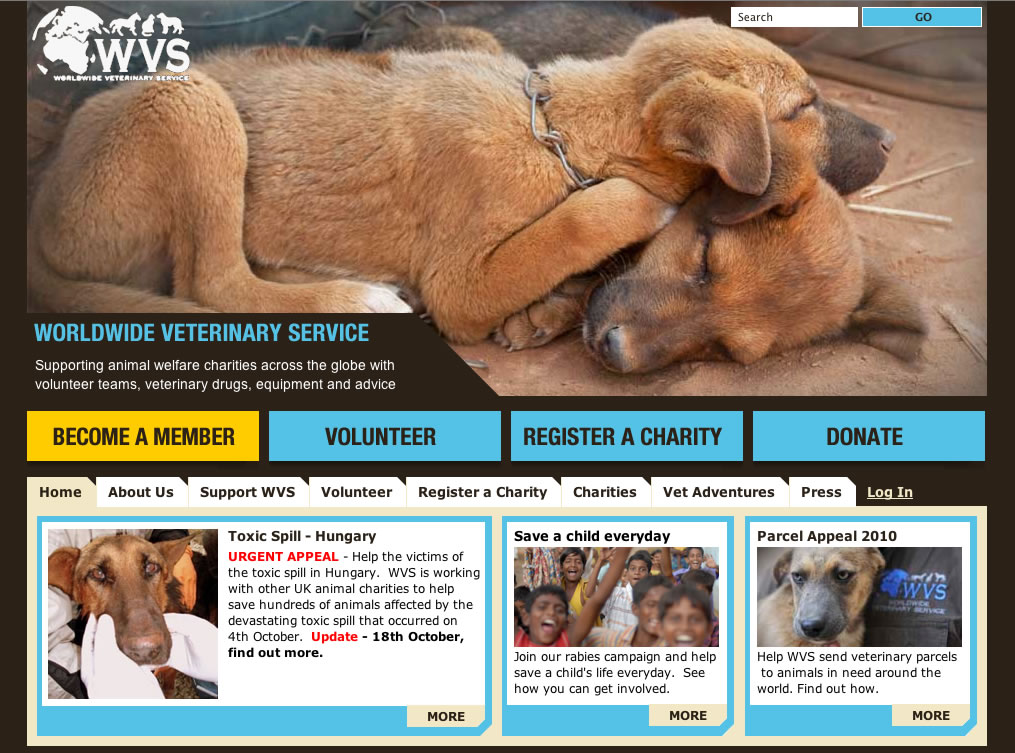 WVS
WORLDWIDE VETERINARY SERVICE
Search
GO
WORLDWIDE VETERINARY SERVICE
Supporting animal welfare charities across the globe with
volunteer teams, veterinary drugs, equipment and advice
BECOME A MEMBER
VOLUNTEER
REGISTER A CHARITY
DONATE
Home
About Us
Support WVS
Volunteer
Register a Charity
Charities
Vet Adventures
Press
Log In
Toxic Spill - Hungary
URGENT APPEAL - Help the victims of
the toxic spill in Hungary. WVS is working
with other UK animal charities to help
save hundreds of animals affected by the
devastating toxic spill that occurred on
4th October. Update - 18th October,
find out more.
MORE
Save a child everyday
Join our rabies campaign and help
save a child's life everyday. See
how you can get involved.
MORE
Parcel Appeal 2010
WVS
WORLDWIDE
VETERINARY SERVICE
Help WVS send veterinary parcels
to animals in need around the
world. Find out how.
MORE